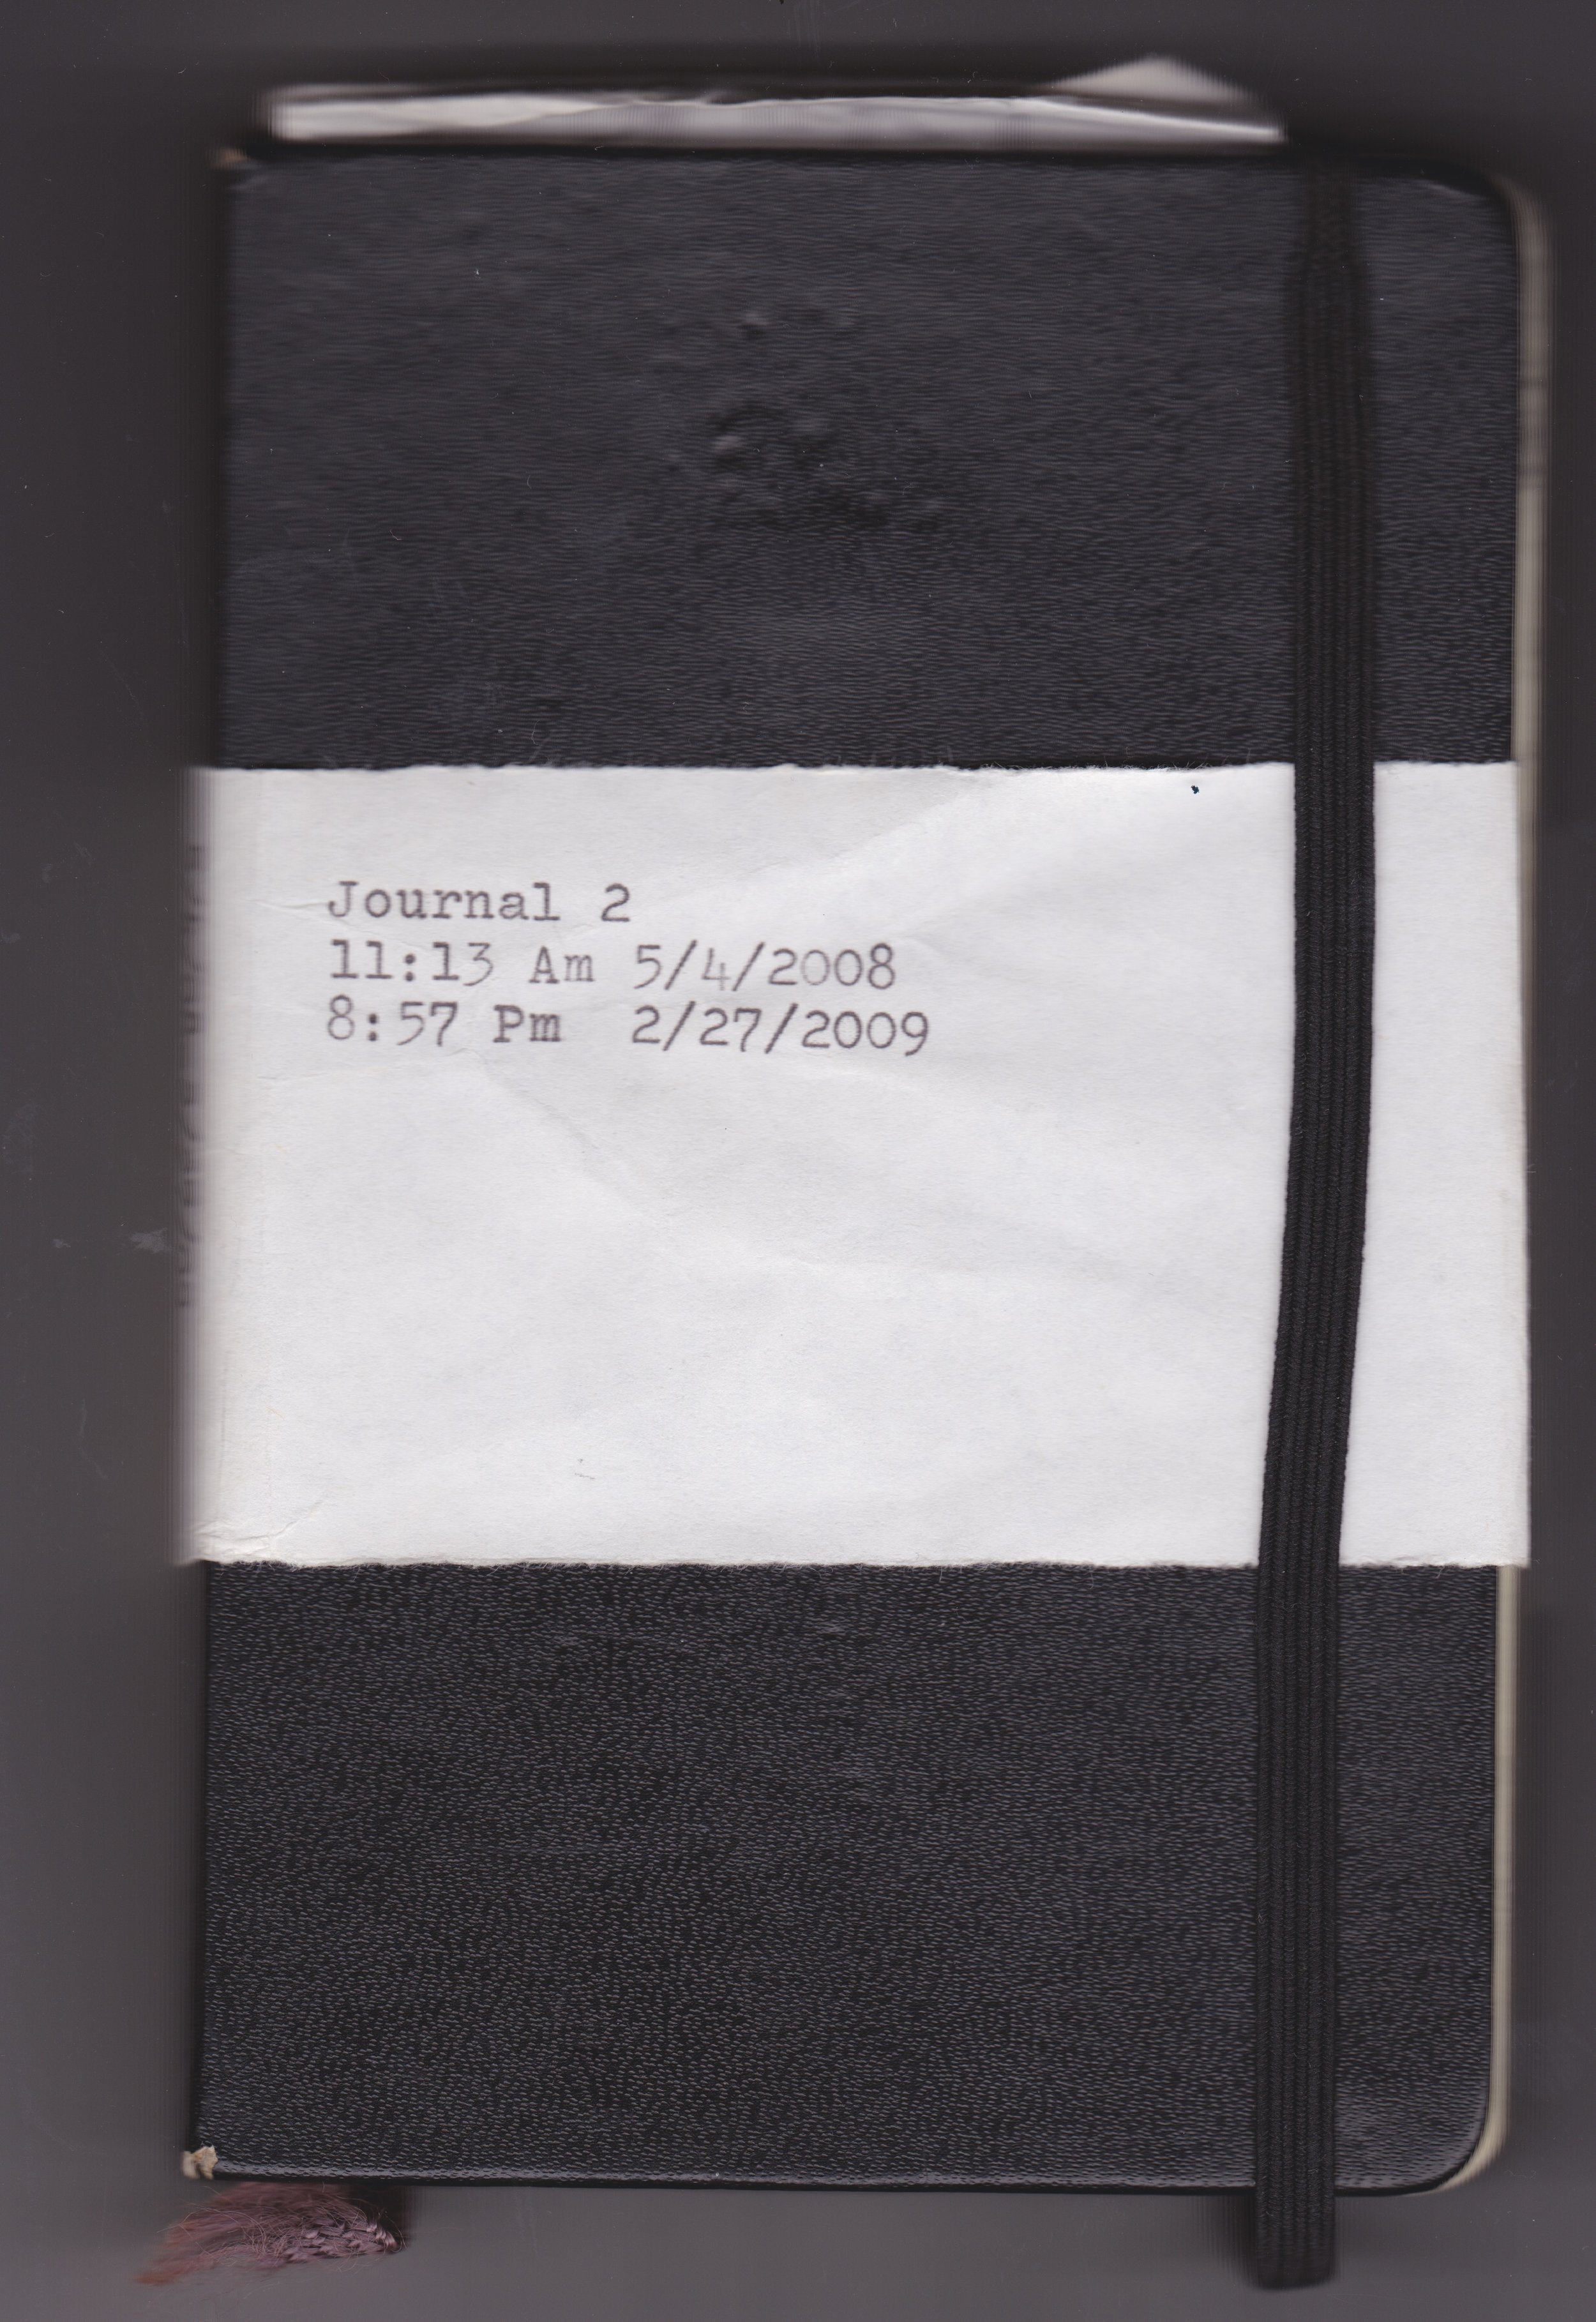 Journal 2
11:13 Am 5/4/2008
8:57 Pm  2/27/2009